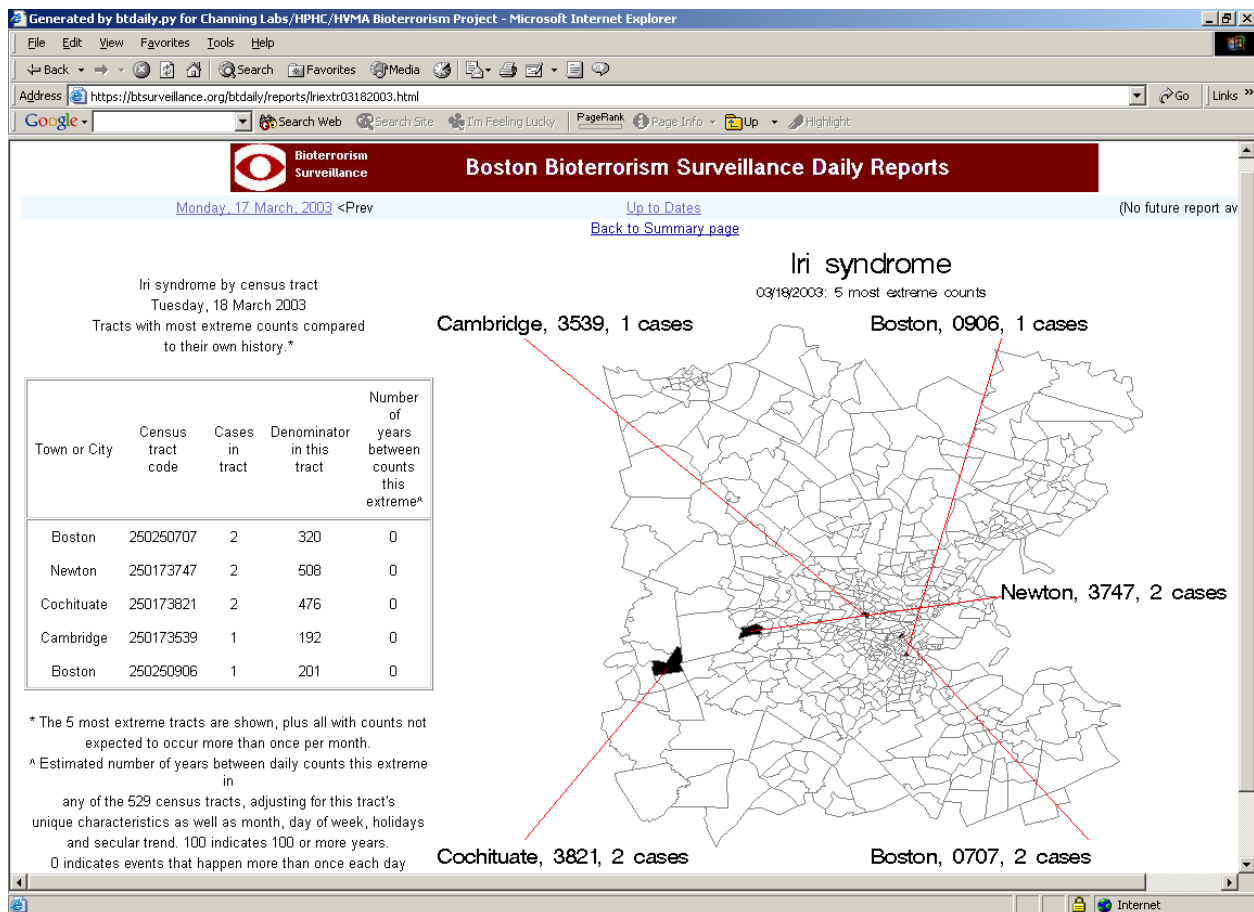 Generated by btdaily.py for Channing Labs/HPHC/HVMA Bioterrorism Project - Microsoft Internet Explorer
File Edit View Favorites Tools Help
Back Search Favorites Media
Address https://btsurveillance.org/btdaily/reports/lriextr03182003.html Go Links »
Google Search Web Search Site I'm Feeling Lucky PageRank Page Info Up Highlight
Bioterrorism
Surveillance
Boston Bioterrorism Surveillance Daily Reports
Monday, 17 March, 2003 <Prev Up to Dates (No future report av
Back to Summary page
lri syndrome by census tract
Tuesday, 18 March 2003
Tracts with most extreme counts compared
to their own history.*
Town or City Census tract code Cases in tract Denominator in this tract Number of years between counts this extreme^
Boston 250250707 2 320 0
Newton 250173747 2 508 0
Cochituate 250173821 2 476 0
Cambridge 250173539 1 192 0
Boston 250250906 1 201 0
* The 5 most extreme tracts are shown, plus all with counts not
expected to occur more than once per month.
^ Estimated number of years between daily counts this extreme
in
any of the 529 census tracts, adjusting for this tract's
unique characteristics as well as month, day of week, holidays
and secular trend. 100 indicates 100 or more years.
0 indicates events that happen more than once each day
lri syndrome
03/18/2003: 5 most extreme counts
Cambridge, 3539, 1 cases
Boston, 0906, 1 cases
Newton, 3747, 2 cases
Cochituate, 3821, 2 cases
Boston, 0707, 2 cases
Internet